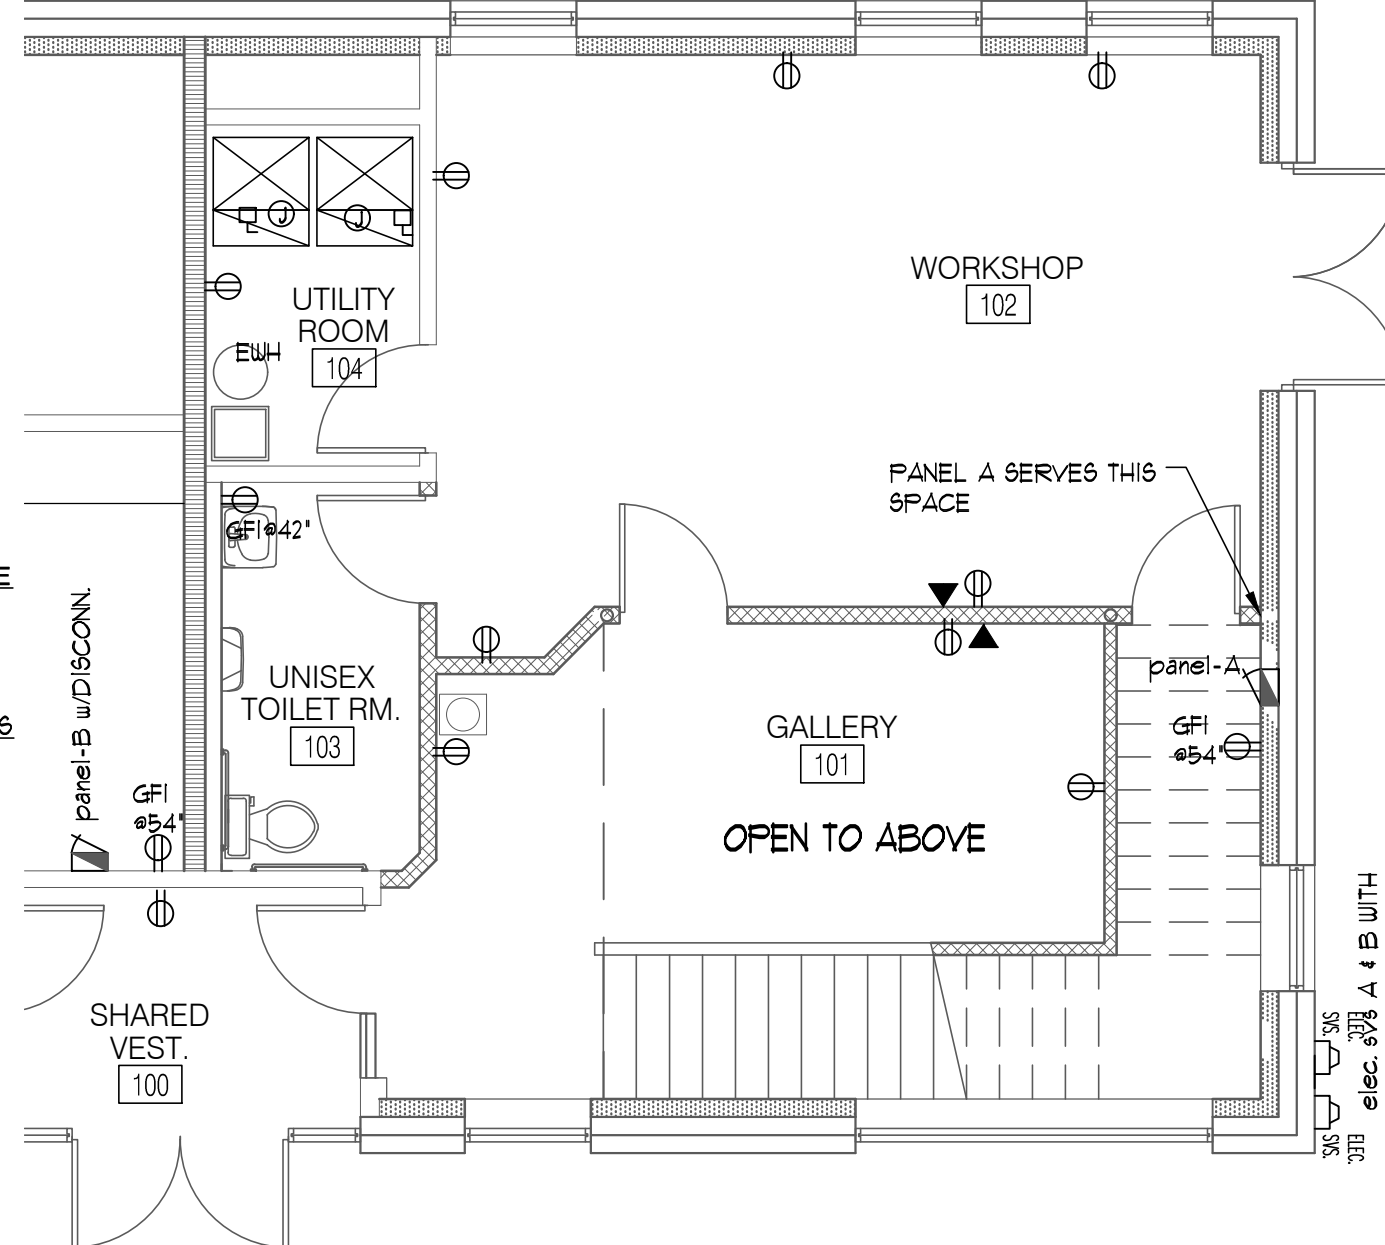 WORKSHOP
102
UTILITY
ROOM
104
EWH
J
J
PANEL A SERVES THIS
SPACE
GFI@42"
E
panel-B w/DISCONN.
UNISEX
TOILET RM.
103
panel-A
GALLERY
101
GFI
@54"
S
GFI
@54"
OPEN TO ABOVE
SHARED
VEST.
100
elec. svs A & B WITH
ELEC.
SVS.
ELEC.
SVS.